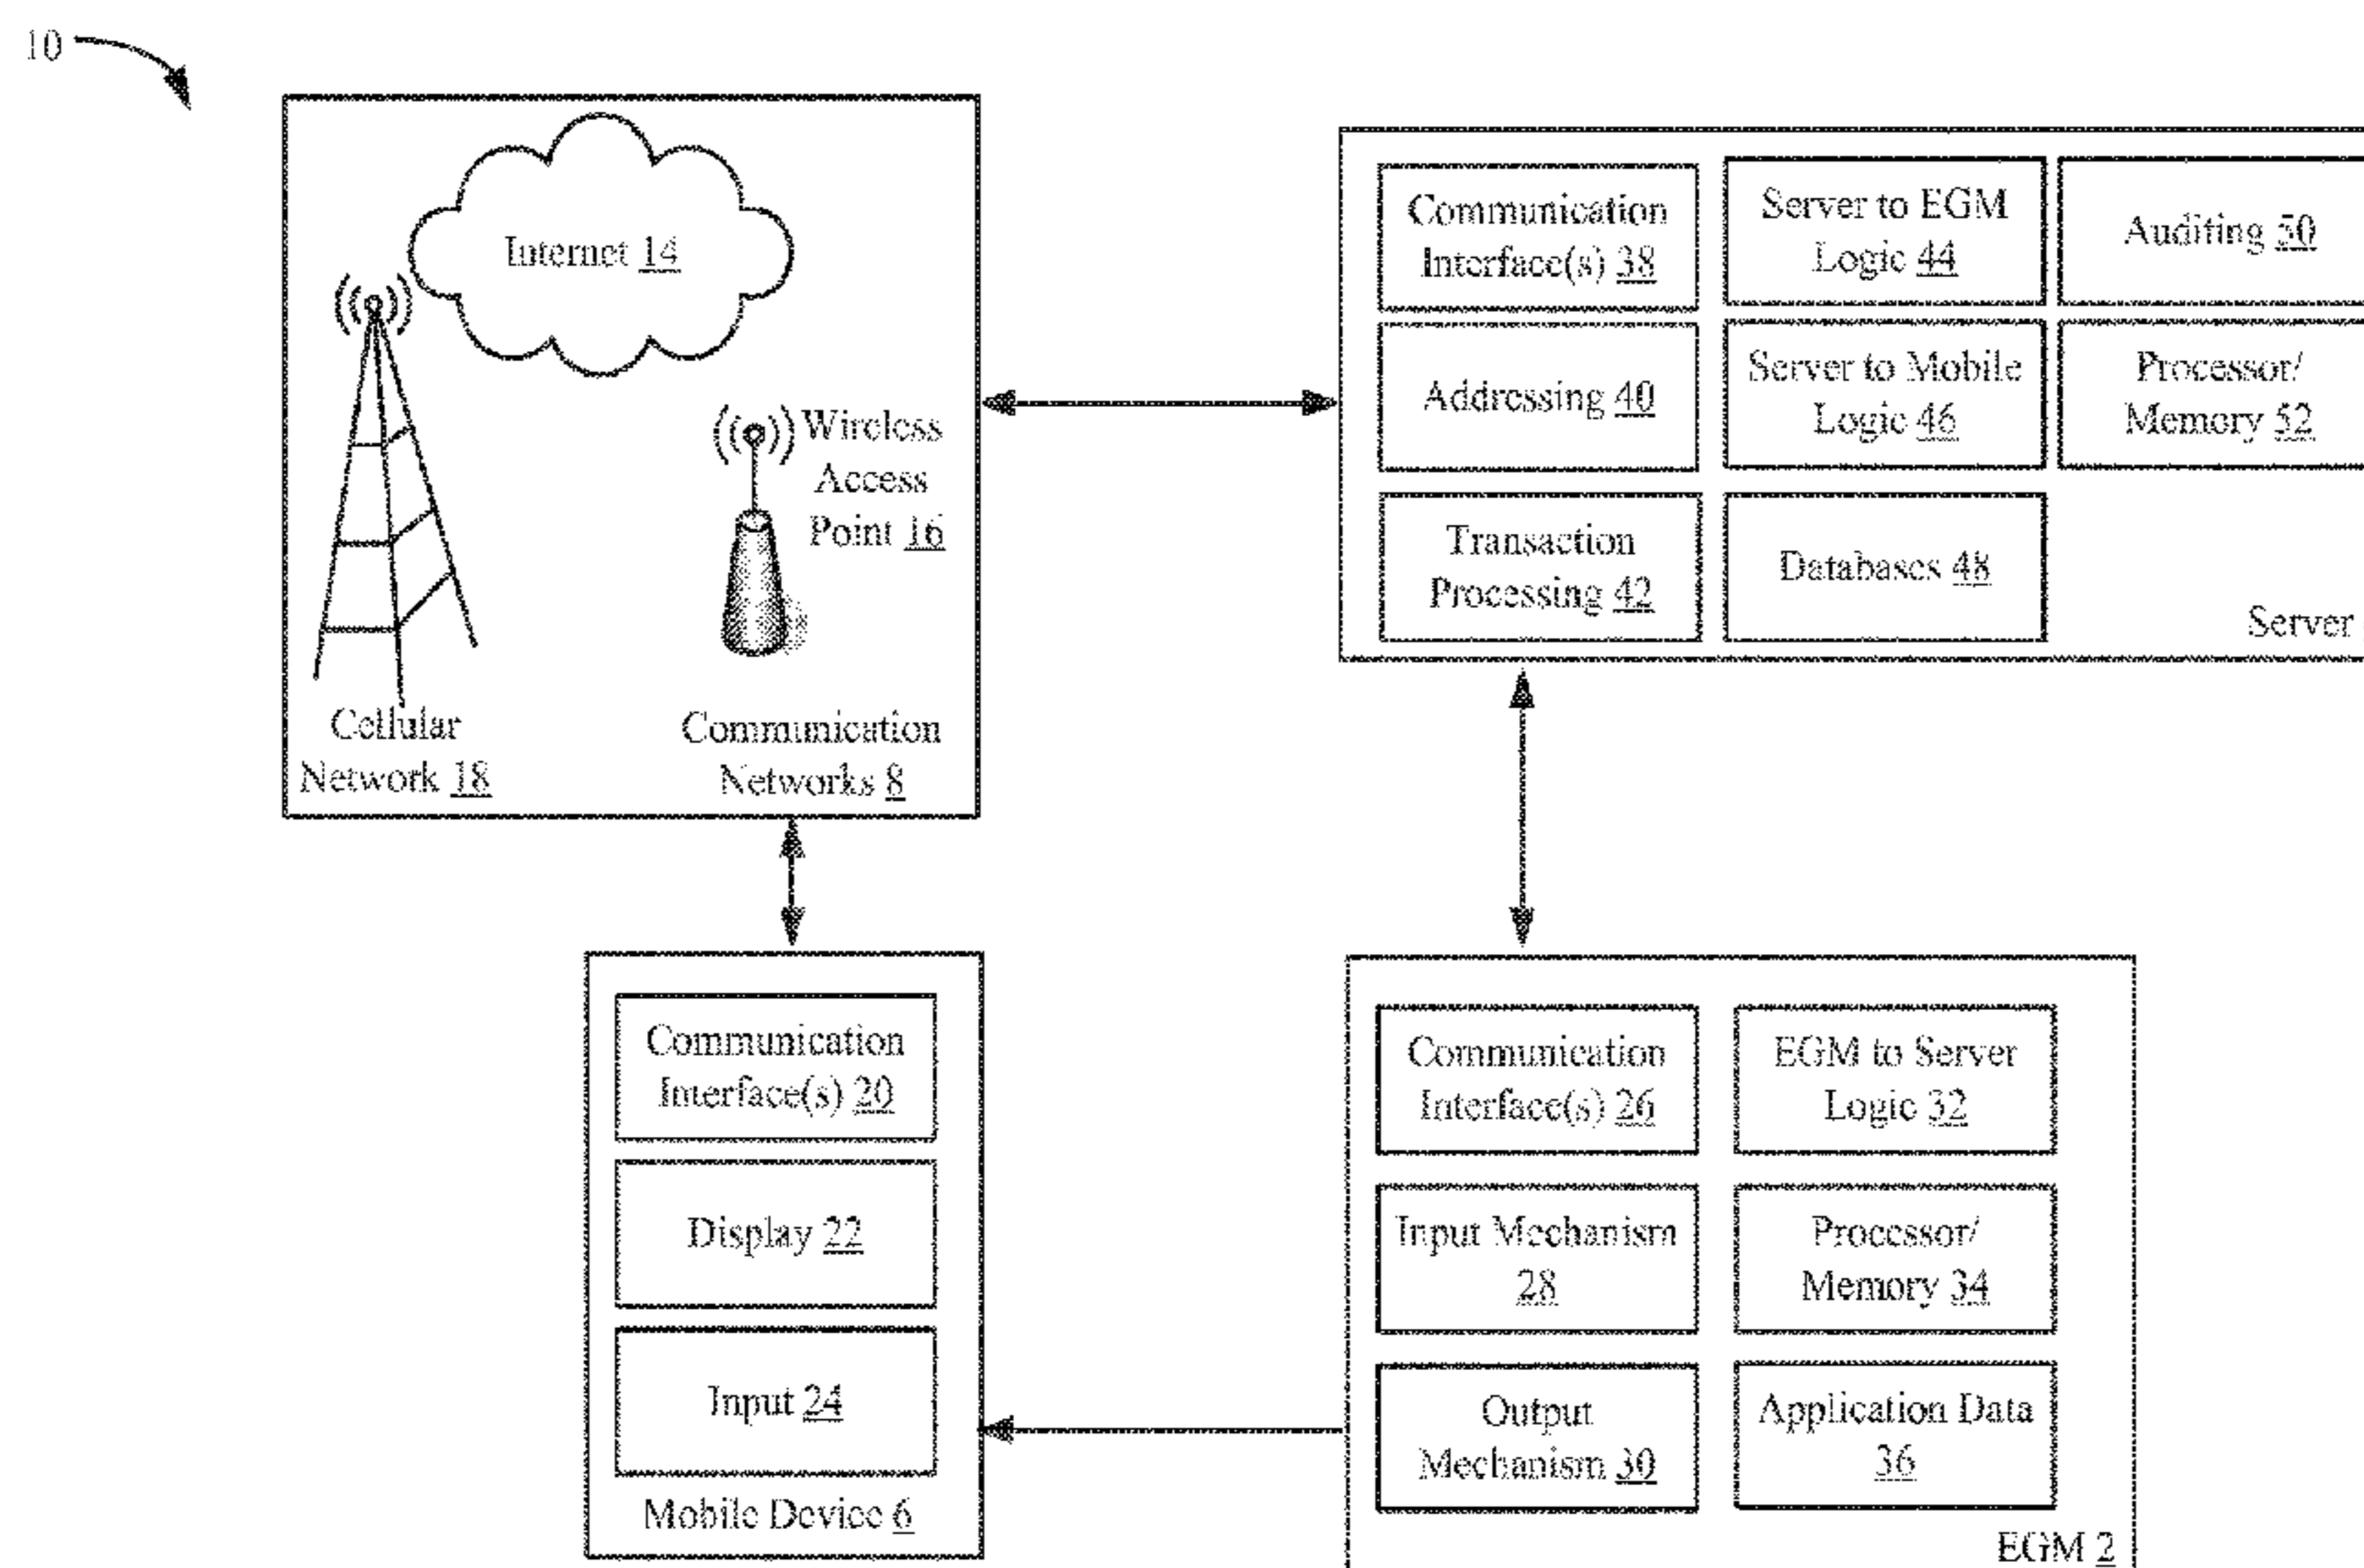 10
Internet 14
Wireless
Access
Point 16
Cellular
Network 18
Communication
Networks 8
Communication
Interface(s) 38
Server to EGM
Logic 44
Auditing 50
Addressing 40
Server to Mobile
Logic 46
Processor/
Memory 52
Transaction
Processing 42
Databases 48
Server
Communication
Interface(s) 20
Display 22
Input 24
Mobile Device 6
Communication
Interface(s) 26
EGM to Server
Logic 32
Input Mechanism
28
Processor/
Memory 34
Output
Mechanism 30
Application Data
36
EGM 2